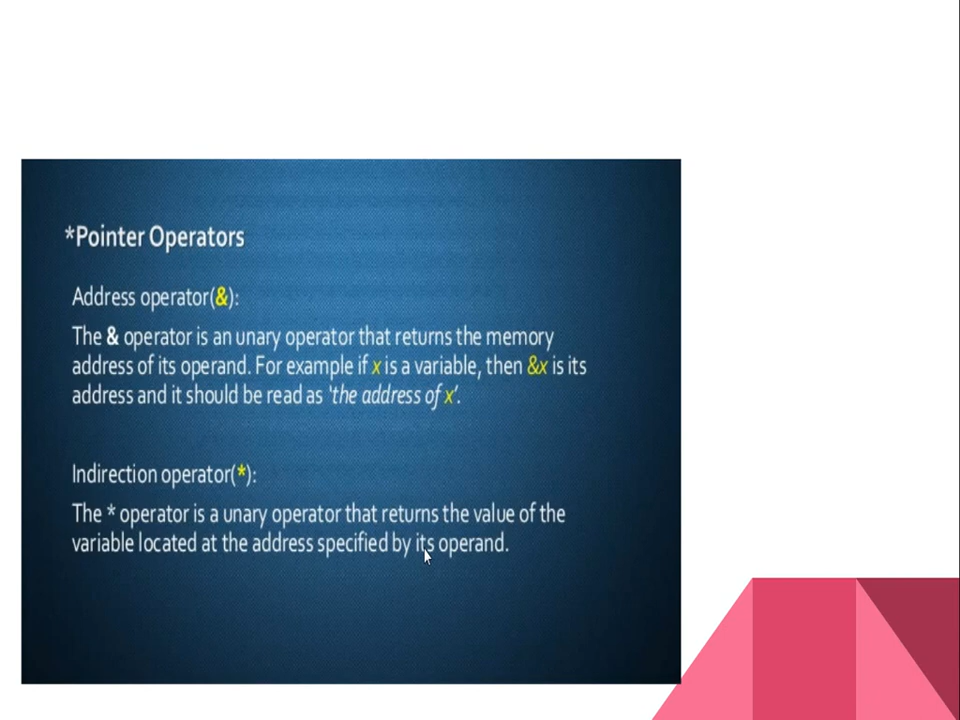 *Pointer Operators
Address operator(&):
The & operator is an unary operator that returns the memory
address of its operand. For example if x is a variable, then &x is its
address and it should be read as ‘the address of x’.
Indirection operator(*):
The * operator is a unary operator that returns the value of the
variable located at the address specified by its operand.